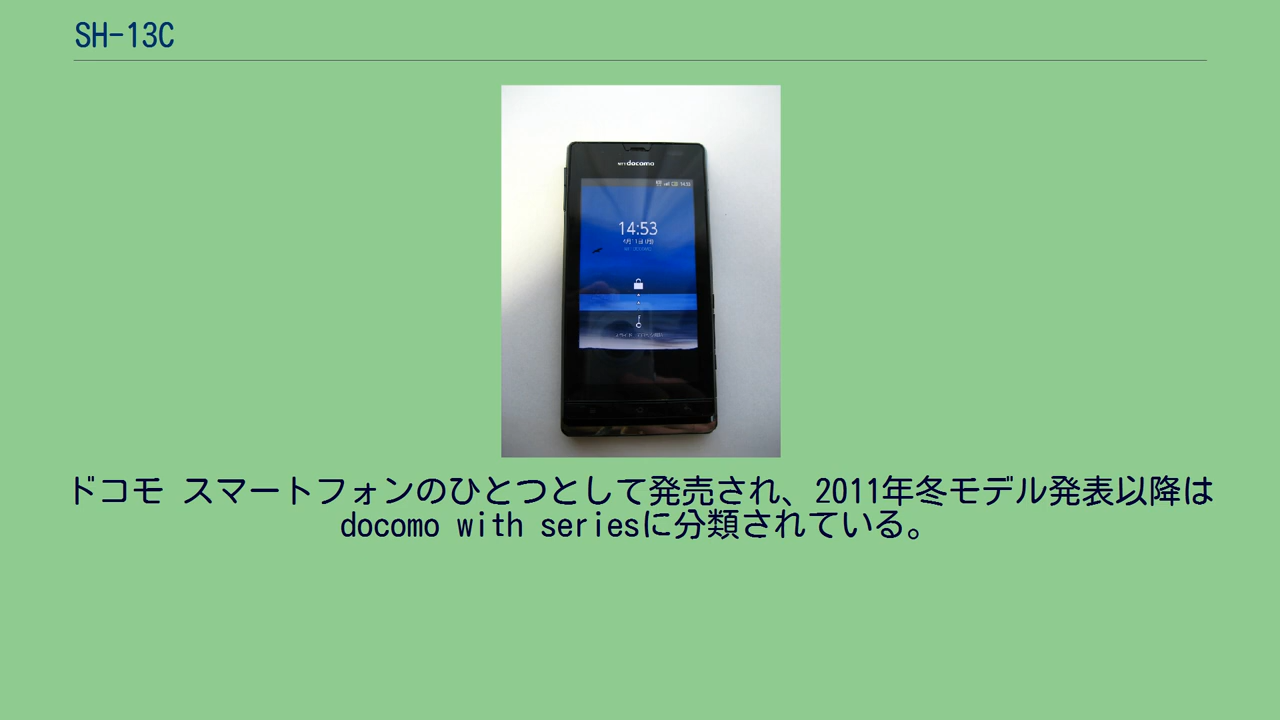 SH-13C
docomo
14:53
ドコモ スマートフォンのひとつとして発売され、2011年冬モデル発表以降は
docomo with seriesに分類されている。